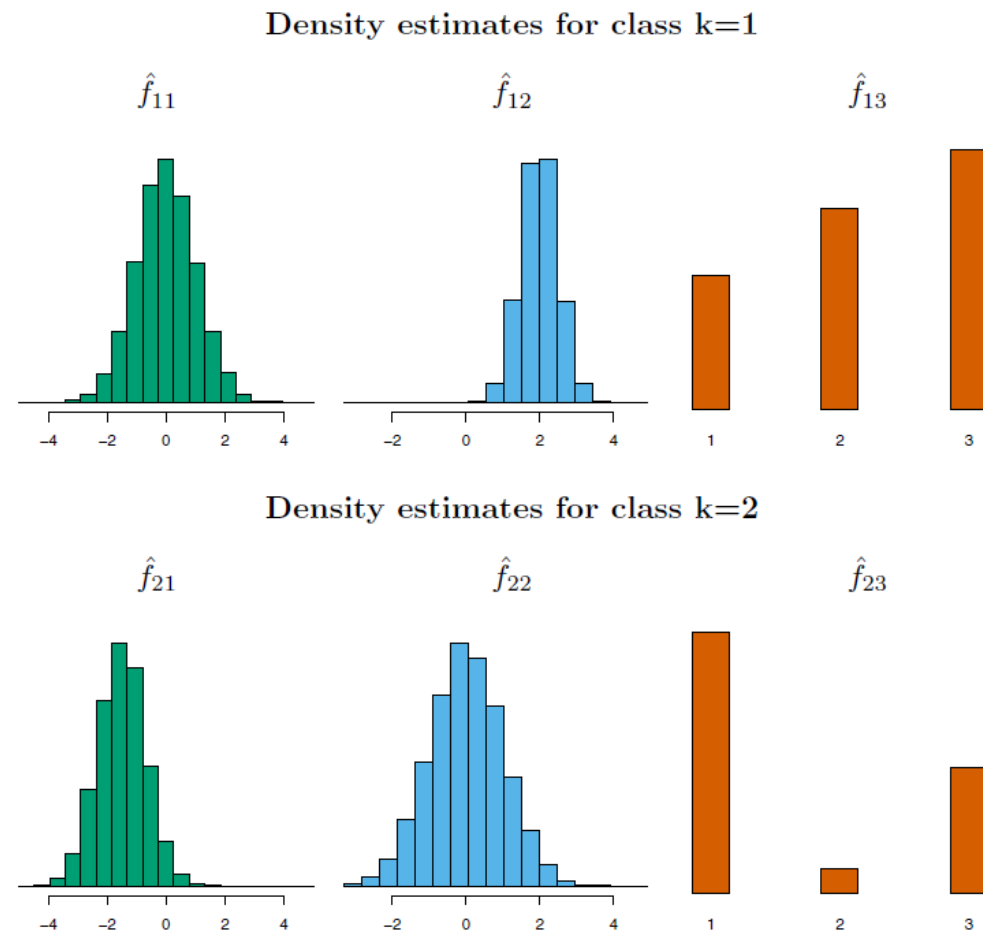 Density estimates for class k=1
f̂₁₁ f̂₁₂ f̂₁₃
−4 −2 0 2 4 −2 0 2 4 1 2 3
Density estimates for class k=2
f̂₂₁ f̂₂₂ f̂₂₃
−4 −2 0 2 4 −2 0 2 4 1 2 3